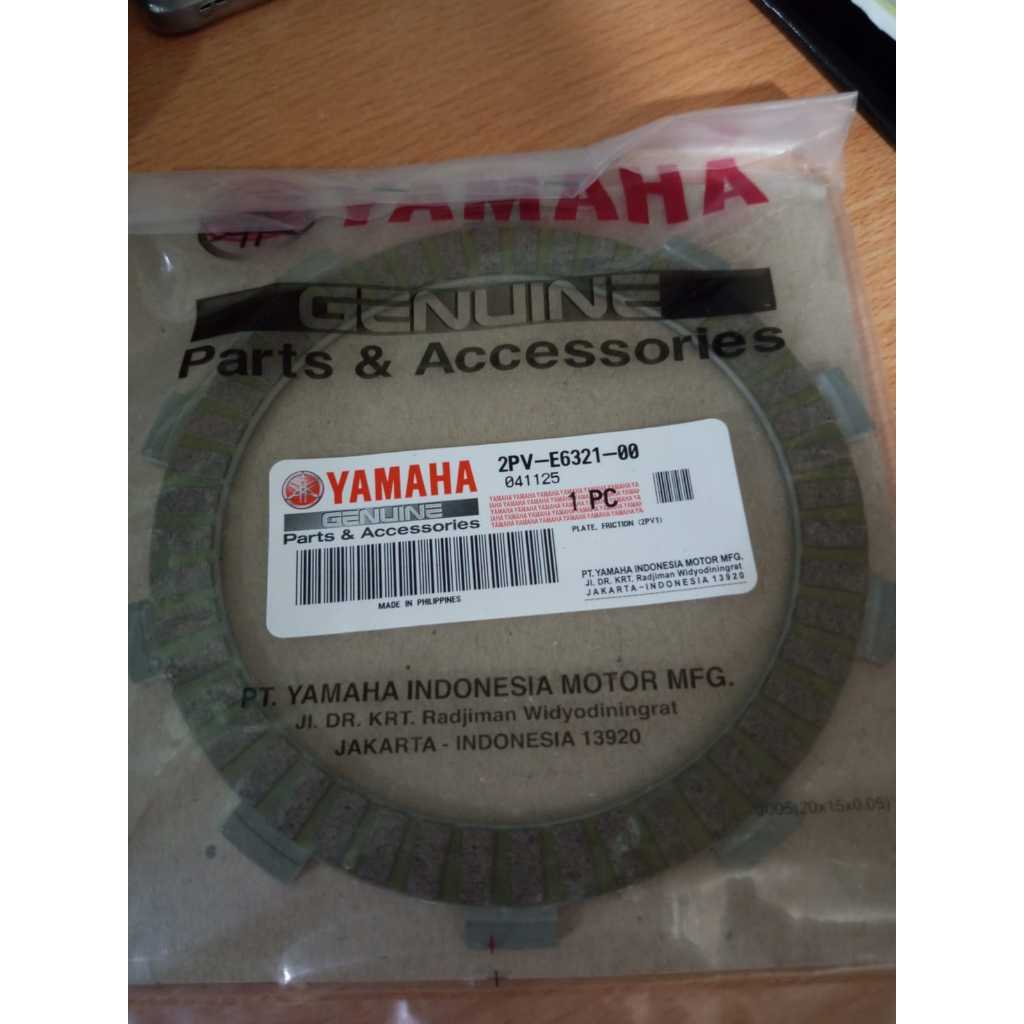 YAMAHA
GENUINE
Parts & Accessories
YAMAHA
GENUINE
Parts & Accessories
2PV-E6321-00
041125
1 PC
PLATE, FRICTION (2PV1)
MADE IN PHILIPPINES
PT. YAMAHA INDONESIA MOTOR MFG.
Jl. DR. KRT. Radjiman Widyodiningrat
JAKARTA - INDONESIA 13920
PT. YAMAHA INDONESIA MOTOR MFG.
Jl. DR. KRT. Radjiman Widyodiningrat
JAKARTA - INDONESIA 13920